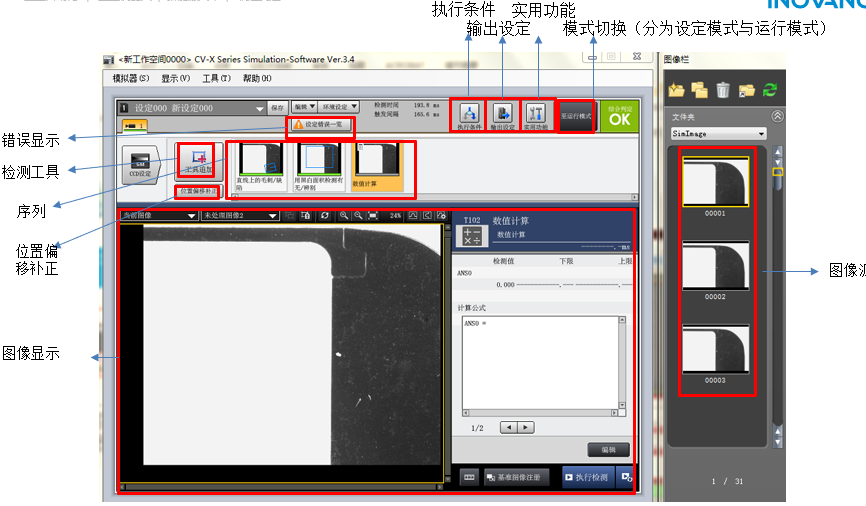 INOVANC
执行条件 实用功能
输出设定 模式切换（分为设定模式与运行模式）
<新工作空间0000> CV-X Series Simulation-Software Ver.3.4
图像栏
模拟器(S) 显示(V) 工具(T) 帮助(H)
1 设定000 新设定000
保存
编辑
环境设定
检测时间 193.8 ms
触发间隔 165.6 ms
执行条件
输出设定
实用功能
至运行模式
综合判定
OK
文件夹
SimImage
1
设定错误一览
错误显示
检测工具
序列
位置偏
移补正
图像显示
CCD设定
工具追加
位置偏移补正
直线上的毛刺/缺陷
用黑白面积检测有无/辨别
数值计算
当前图像
未处理图像2
24%
T102 数值计算
数值计算
ms
检测值 下限 上限
ANS0
0.000
计算公式
ANS0 =
1/2
编辑
基准图像注册
执行检测
00001
00002
00003
图像源
1 / 31